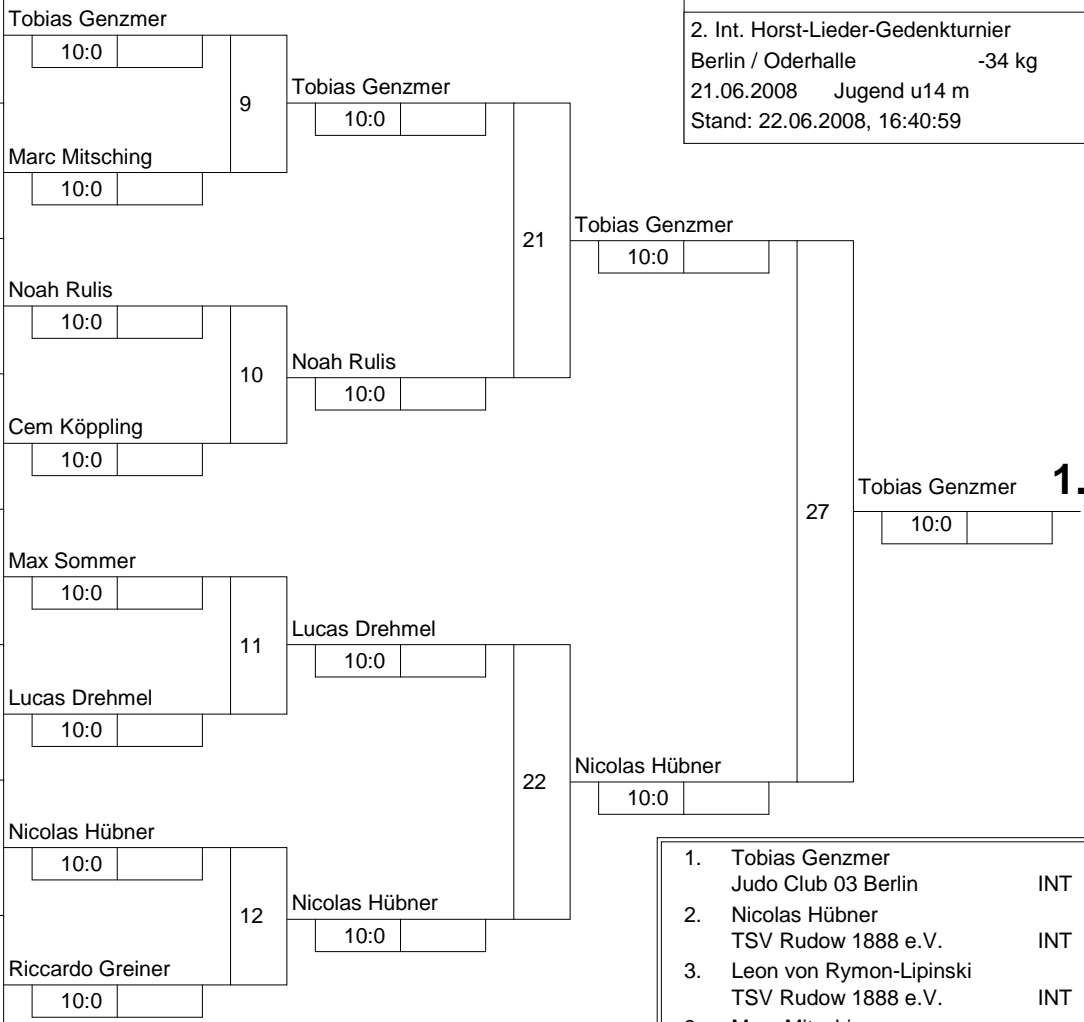 Tobias Genzmer
10:0
9
Marc Mitsching
10:0
Noah Rulis
10:0
10
Cem Köppling
10:0
Max Sommer
10:0
11
Lucas Drehmel
10:0
Nicolas Hübner
10:0
12
Riccardo Greiner
10:0
Tobias Genzmer
10:0
21
Noah Rulis
10:0
Lucas Drehmel
10:0
22
Nicolas Hübner
10:0
Tobias Genzmer
10:0
27
Nicolas Hübner
10:0
Tobias Genzmer 1.
10:0
2. Int. Horst-Lieder-Gedenkturnier
Berlin / Oderhalle -34 kg
21.06.2008 Jugend u14 m
Stand: 22.06.2008, 16:40:59
1. Tobias Genzmer
Judo Club 03 Berlin INT
2. Nicolas Hübner
TSV Rudow 1888 e.V. INT
3. Leon von Rymon-Lipinski
TSV Rudow 1888 e.V. INT